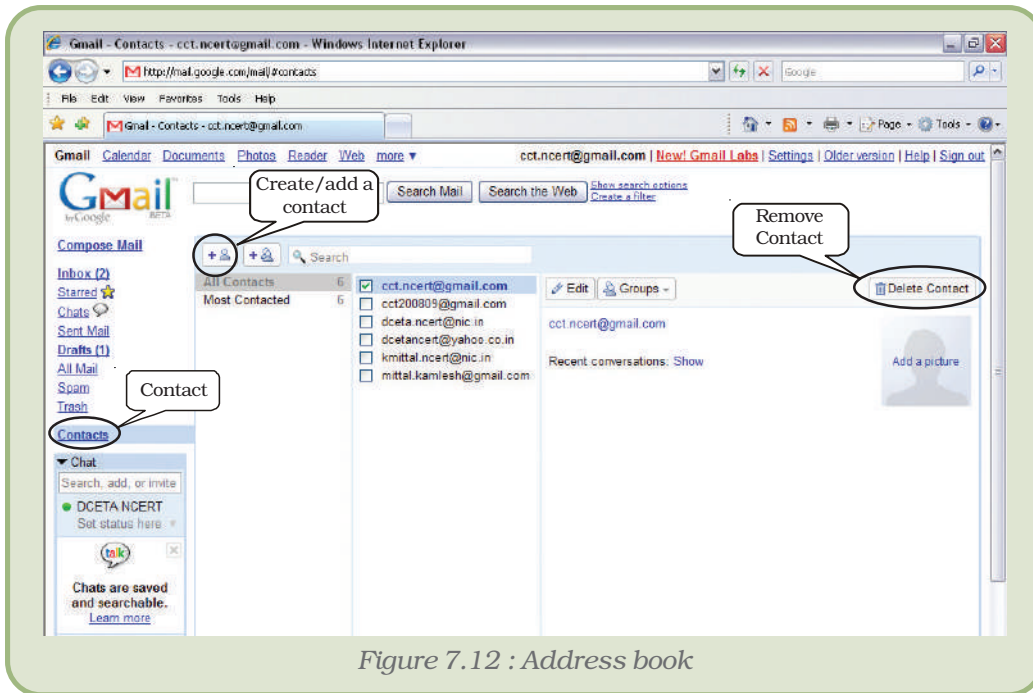 Gmail - Contacts - cct.ncert@gmail.com - Windows Internet Explorer
http://mail.google.com/mail/#contacts
Google
File Edit View Favorites Tools Help
Gmail - Contacts - cct.ncert@gmail.com
Page Tools
Gmail Calendar Documents Photos Reader Web more ▼ cct.ncert@gmail.com | New! Gmail Labs | Settings | Older version | Help | Sign out
Gmail
by Google BETA
Create/add a contact
Search Mail Search the Web
Show search options
Create a filter
Remove Contact
Compose Mail
Inbox (2)
Starred
Chats
Sent Mail
Drafts (1)
All Mail
Spam
Trash
Contact
Contacts
Chat
Search, add, or invite
DCETA NCERT
Set status here
talk
Chats are saved and searchable.
Learn more
Search
All Contacts 6
Most Contacted 6
cct.ncert@gmail.com
cct200809@gmail.com
dceta.ncert@nic.in
dcetancert@yahoo.co.in
kmittal.ncert@nic.in
mittal.kamlesh@gmail.com
Edit Groups Delete Contact
cct.ncert@gmail.com
Recent conversations: Show
Add a picture
Figure 7.12 : Address book